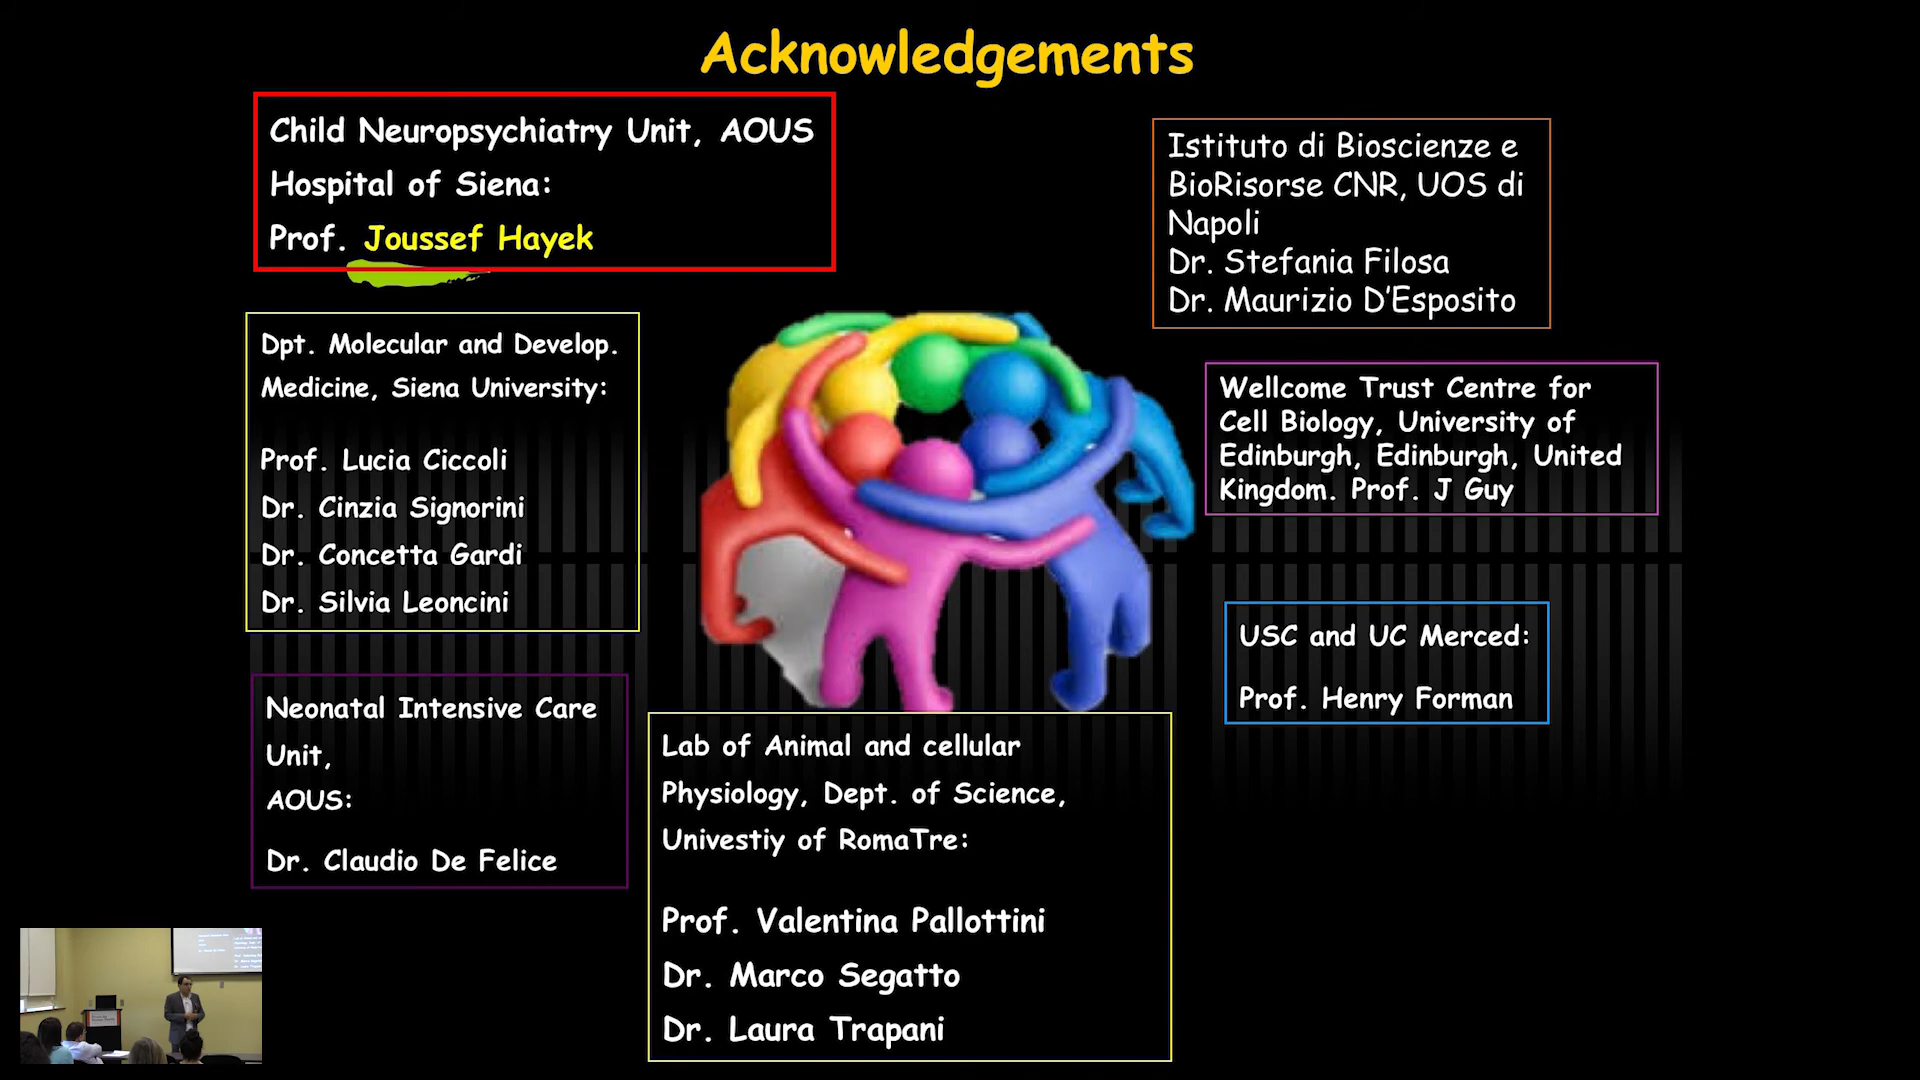 Acknowledgements
Child Neuropsychiatry Unit, AOUS
Hospital of Siena:
Prof. Joussef Hayek
Dpt. Molecular and Develop.
Medicine, Siena University:
Prof. Lucia Ciccoli
Dr. Cinzia Signorini
Dr. Concetta Gardi
Dr. Silvia Leoncini
Neonatal Intensive Care
Unit,
AOUS:
Dr. Claudio De Felice
Lab of Animal and cellular
Physiology, Dept. of Science,
Univestiy of RomaTre:
Prof. Valentina Pallottini
Dr. Marco Segatto
Dr. Laura Trapani
Istituto di Bioscienze e
BioRisorse CNR, UOS di
Napoli
Dr. Stefania Filosa
Dr. Maurizio D'Esposito
Wellcome Trust Centre for
Cell Biology, University of
Edinburgh, Edinburgh, United
Kingdom. Prof. J Guy
USC and UC Merced:
Prof. Henry Forman